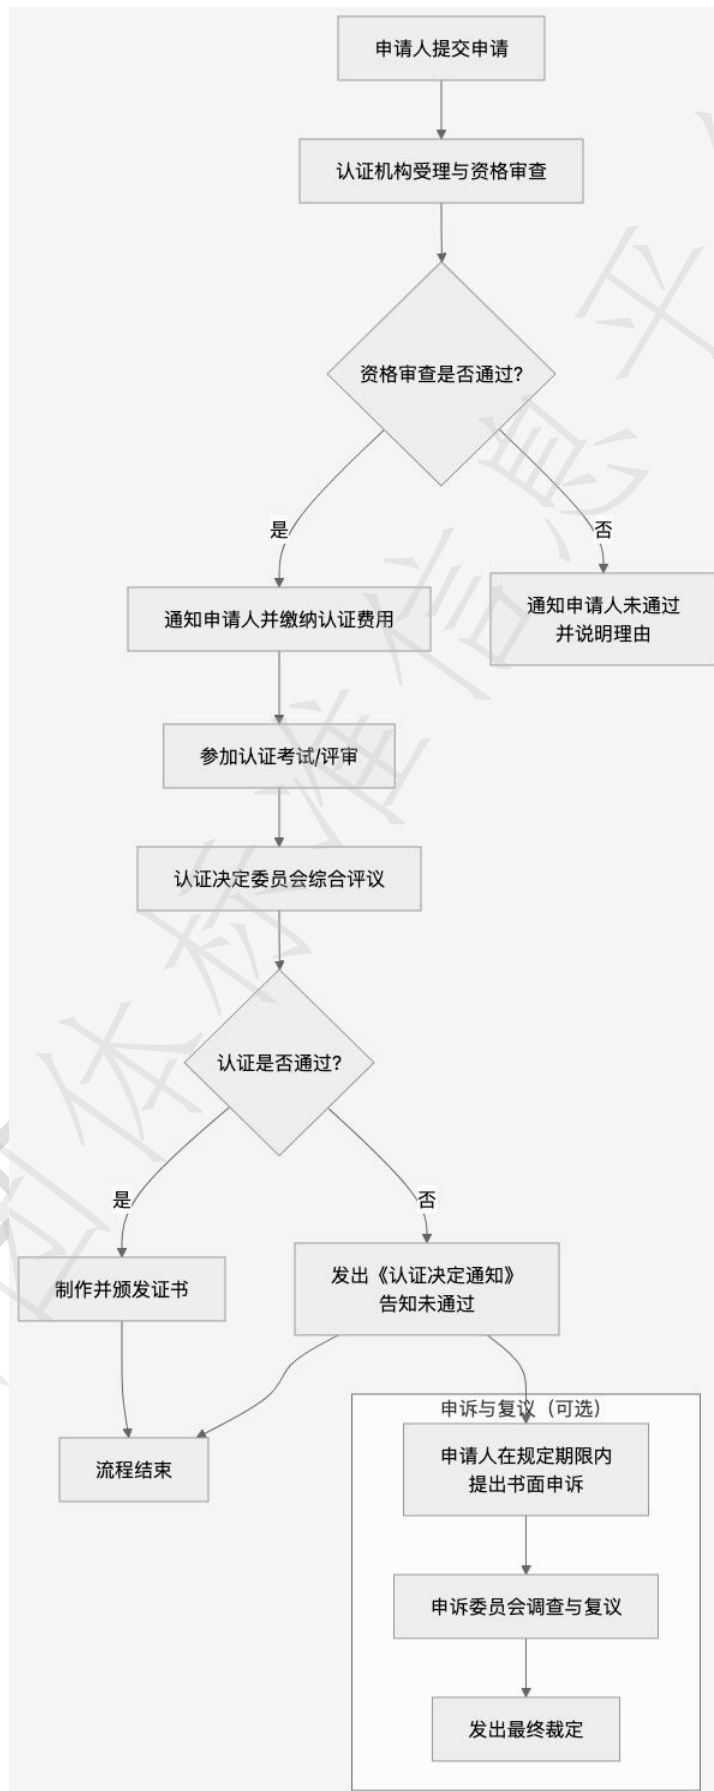 申请人提交申请
认证机构受理与资格审查
资格审查是否通过?
是
否
通知申请人并缴纳认证费用
通知申请人未通过
并说明理由
参加认证考试/评审
认证决定委员会综合评议
认证是否通过?
是
否
制作并颁发证书
发出《认证决定通知》
告知未通过
申诉与复议（可选）
流程结束
申请人在规定期限内
提出书面申诉
申诉委员会调查与复议
发出最终裁定
团体标准信息平